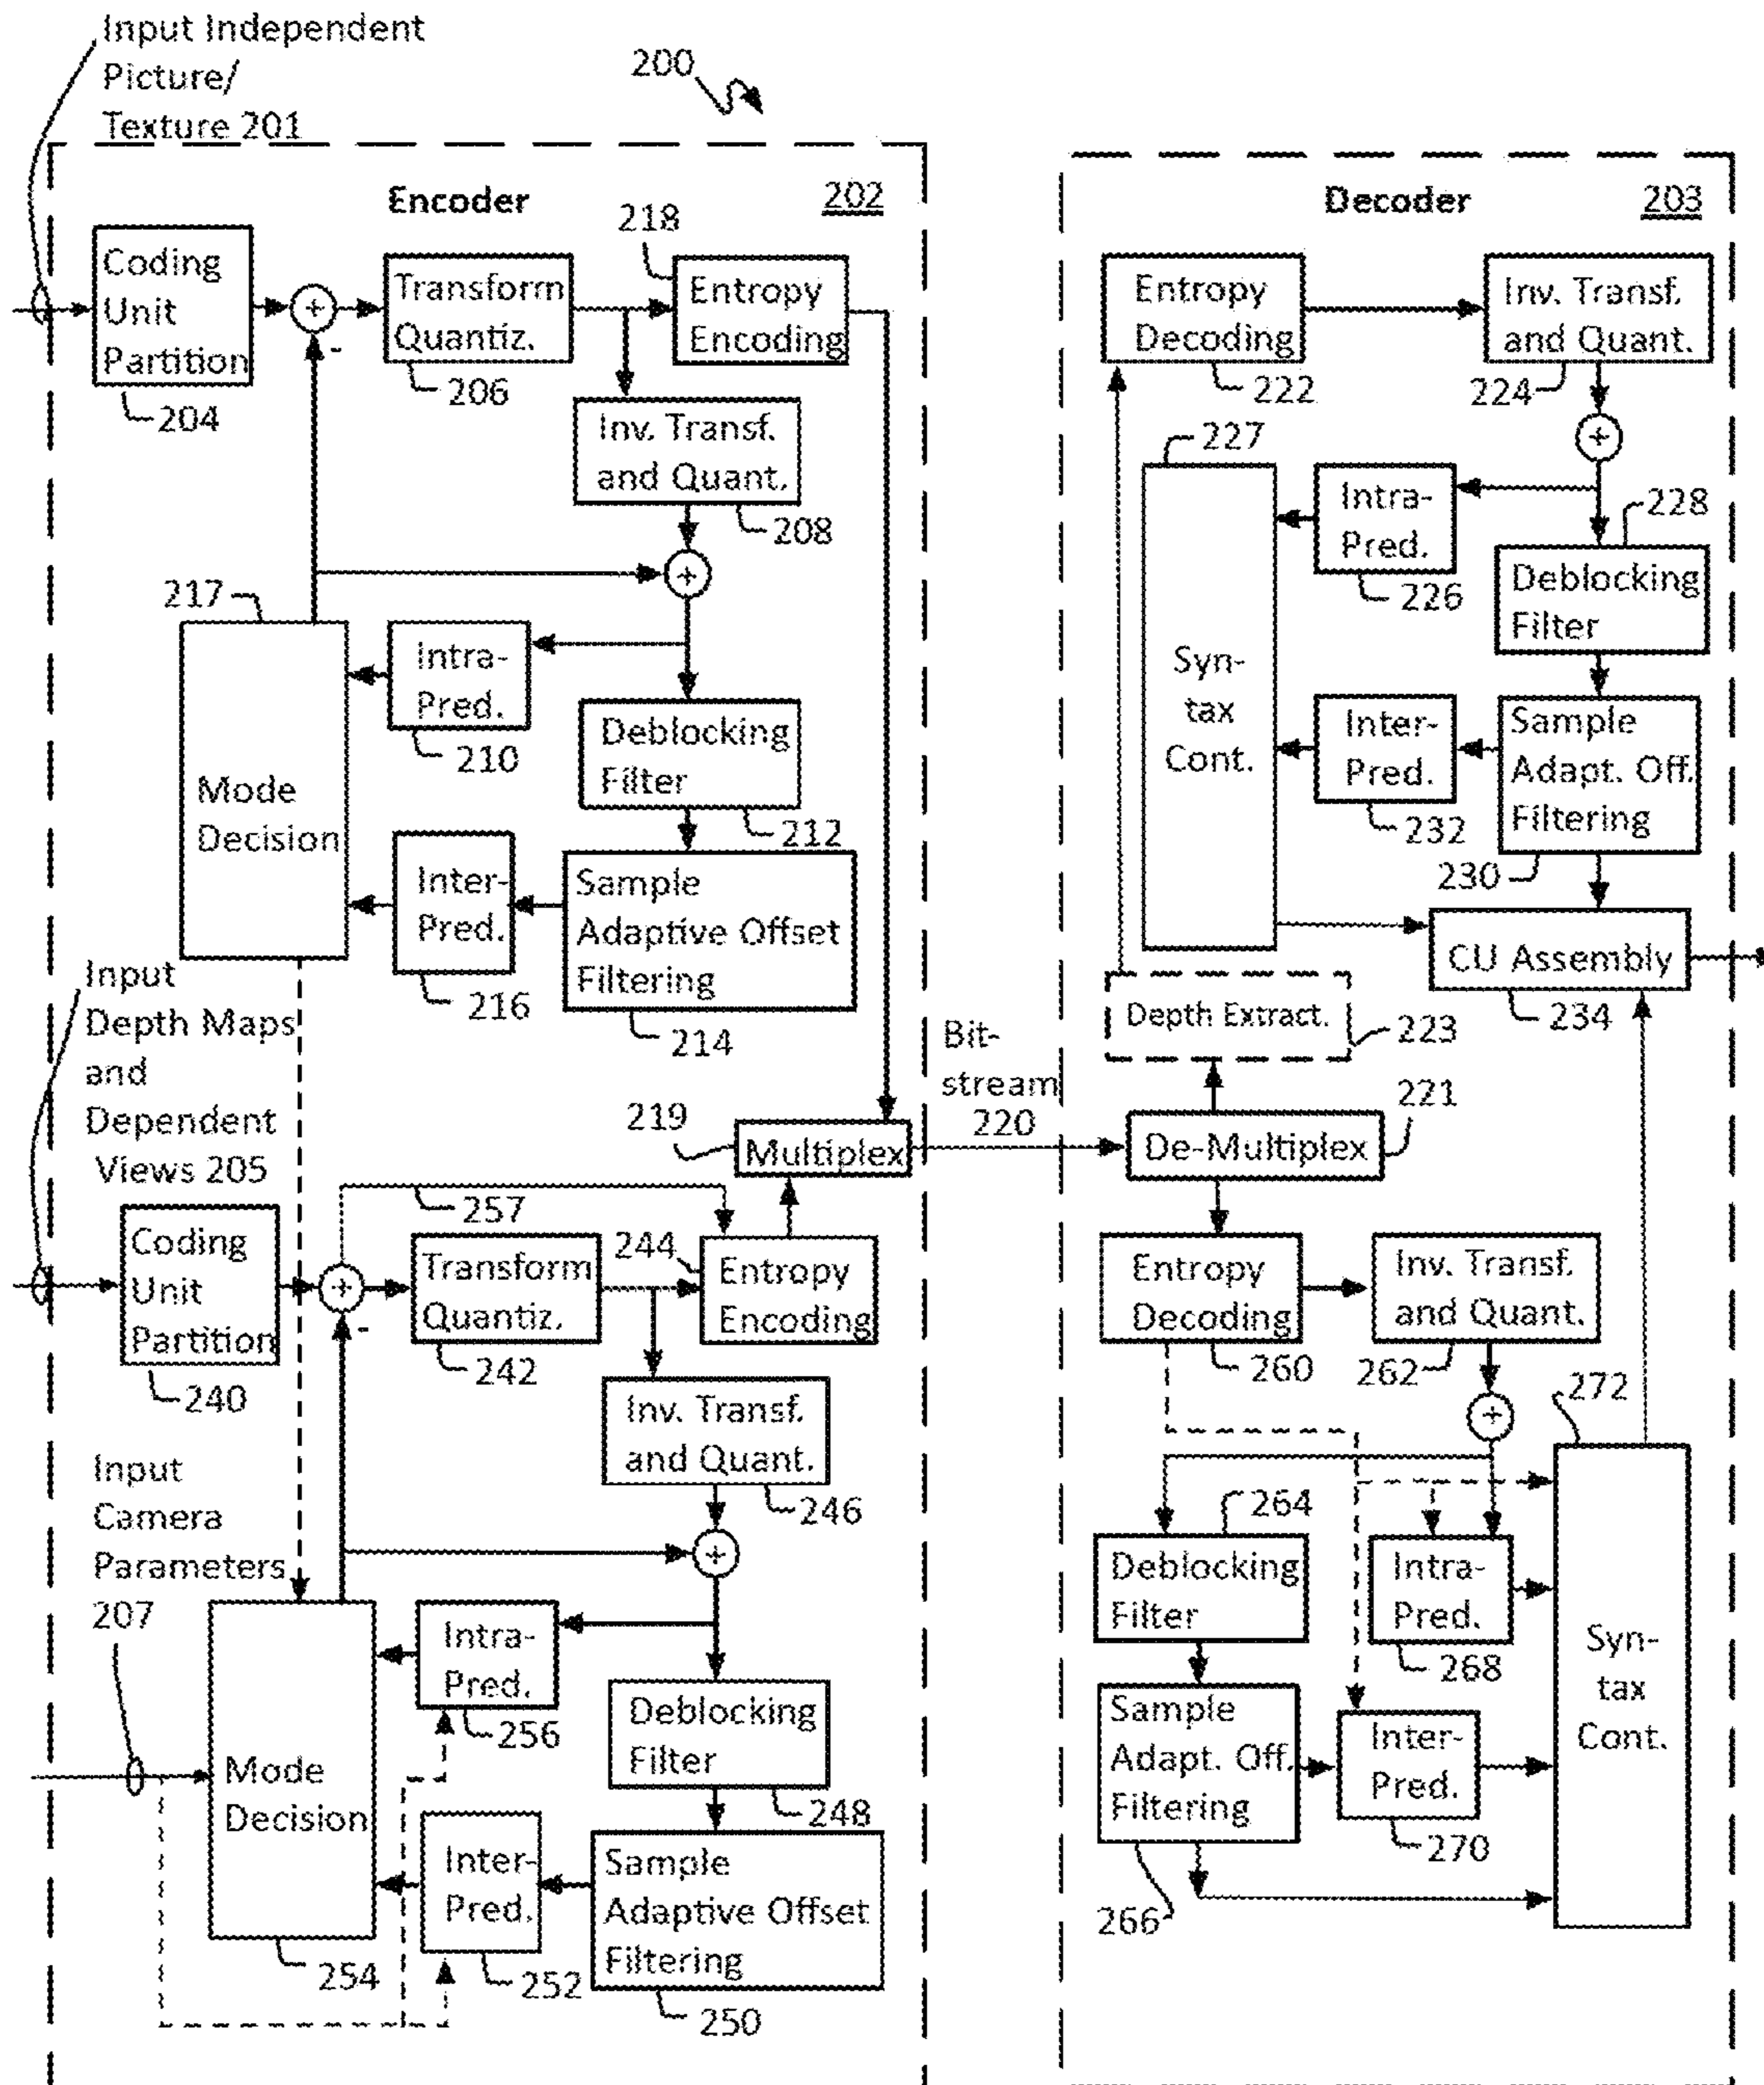 Input Independent
Picture/
Texture 201
200
Encoder
202
218
Coding
Unit
Partition
204
+
-
Transform
Quantiz.
206
Entropy
Encoding
Inv. Transf.
and Quant.
208
+
217
Mode
Decision
Intra-
Pred.
210
Deblocking
Filter
212
Inter-
Pred.
216
Sample
Adaptive Offset
Filtering
214
Input
Depth Maps
and
Dependent
Views 205
219
Multiplex
Bit-
stream
220
257
Coding
Unit
Partition
240
+
-
Transform
Quantiz.
242
244
Entropy
Encoding
Inv. Transf.
and Quant.
246
+
Input
Camera
Parameters
207
Mode
Decision
254
Intra-
Pred.
256
Deblocking
Filter
248
Inter-
Pred.
252
Sample
Adaptive Offset
Filtering
250
Decoder
203
Entropy
Decoding
222
Inv. Transf.
and Quant.
224
+
227
Syn-
tax
Cont.
Intra-
Pred.
226
228
Deblocking
Filter
Inter-
Pred.
232
Sample
Adapt. Off.
Filtering
230
CU Assembly
234
Depth Extract.
223
221
De-Multiplex
Entropy
Decoding
260
Inv. Transf.
and Quant.
262
+
272
264
Deblocking
Filter
Intra-
Pred.
268
Syn-
tax
Cont.
Sample
Adapt. Off.
Filtering
266
Inter-
Pred.
270